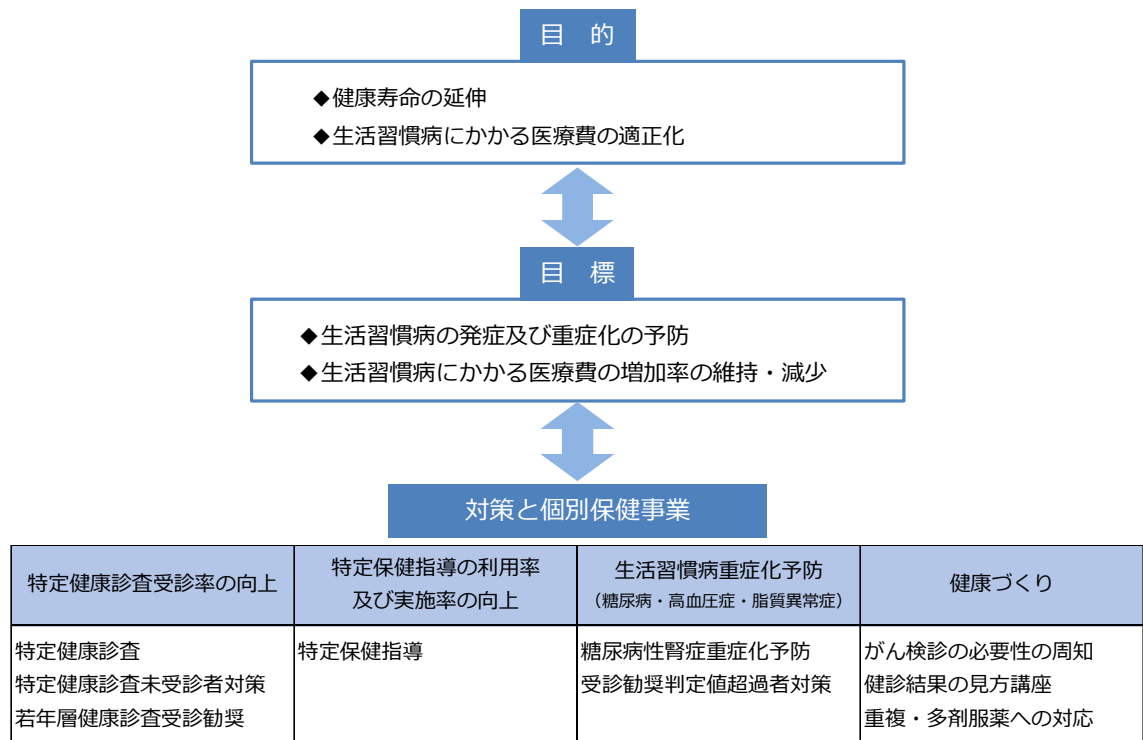 目　的
◆健康寿命の延伸
◆生活習慣病にかかる医療費の適正化
目　標
◆生活習慣病の発症及び重症化の予防
◆生活習慣病にかかる医療費の増加率の維持・減少
対策と個別保健事業
特定健康診査受診率の向上
特定保健指導の利用率
及び実施率の向上
生活習慣病重症化予防
（糖尿病・高血圧症・脂質異常症）
健康づくり
特定健康診査
特定健康診査未受診者対策
若年層健康診査受診勧奨
特定保健指導
糖尿病性腎症重症化予防
受診勧奨判定値超過者対策
がん検診の必要性の周知
健診結果の見方講座
重複・多剤服薬への対応